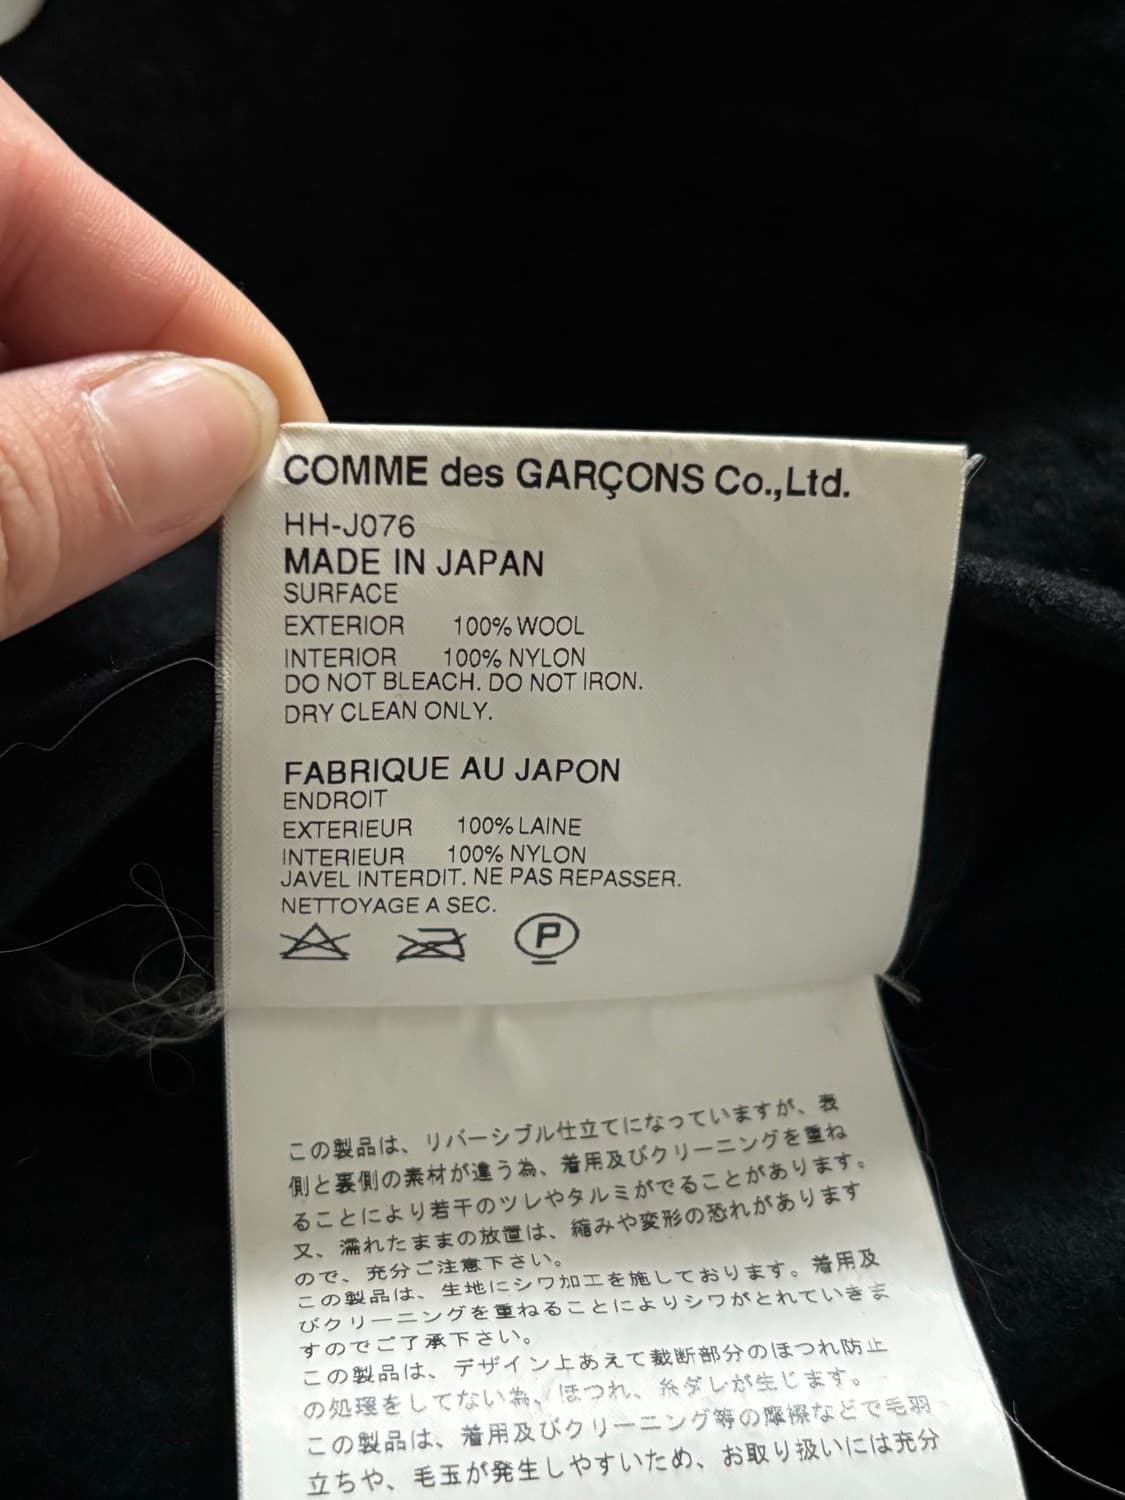 COMME des GARÇONS Co.,Ltd.
HH-J076
MADE IN JAPAN
SURFACE
EXTERIOR 100% WOOL
INTERIOR 100% NYLON
DO NOT BLEACH. DO NOT IRON.
DRY CLEAN ONLY.
FABRIQUE AU JAPON
ENDROIT
EXTERIEUR 100% LAINE
INTERIEUR 100% NYLON
JAVEL INTERDIT. NE PAS REPASSER.
NETTOYAGE A SEC.
P
この製品は、リバーシブル仕立てになっていますが、表
側と裏側の素材が違う為、着用及びクリーニングを重ね
ることにより若干のツレやタルミがでることがあります。
又、濡れたままの放置は、縮みや変形の恐れがあります
ので、充分ご注意下さい。
この製品は、生地にシワ加工を施しております。着用及
びクリーニングを重ねることによりシワがとれていきま
すのでご了承下さい。
この製品は、デザイン上あえて裁断部分のほつれ防止
の処理をしてない為、ほつれ、糸ダレが生じます。
この製品は、着用及びクリーニング等の摩擦などで毛羽
立ちや、毛玉が発生しやすいため、お取り扱いには充分